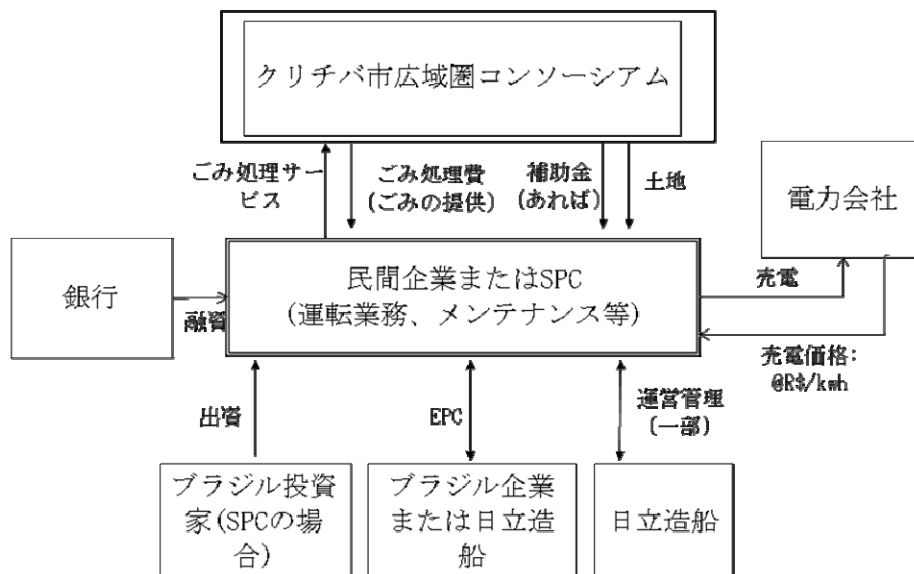 クリチバ市広域圏コンソーシアム
ごみ処理サー
ビス
ごみ処理費
(ごみの提供)
補助金
(あれば)
土地
電力会社
銀行
融資
民間企業またはSPC
(運転業務、メンテナンス等)
売電
売電価格:
@R$/kwh
出資
EPC
運営管理
(一部)
ブラジル投資
家(SPCの場
合)
ブラジル企業
または日立造
船
日立造船